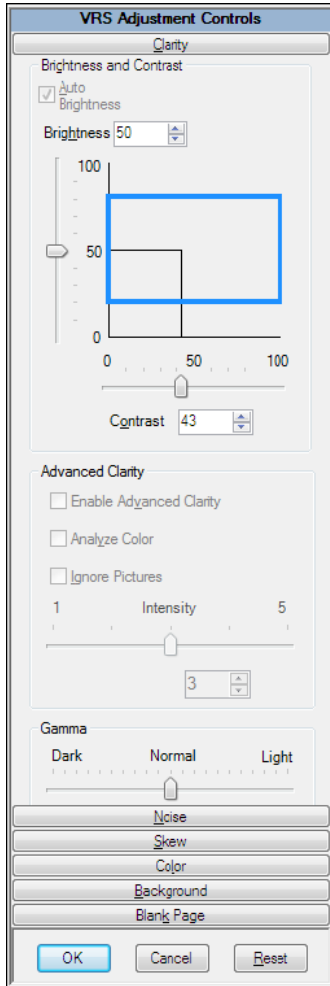 VRS Adjustment Controls
Clarity
Brightness and Contrast
Auto
Brightness
Brightness 50
100
50
0
0 50 100
Contrast 43
Advanced Clarity
Enable Advanced Clarity
Analyze Color
Ignore Pictures
1 Intensity 5
3
Gamma
Dark Normal Light
Noise
Skew
Color
Background
Blank Page
OK Cancel Reset